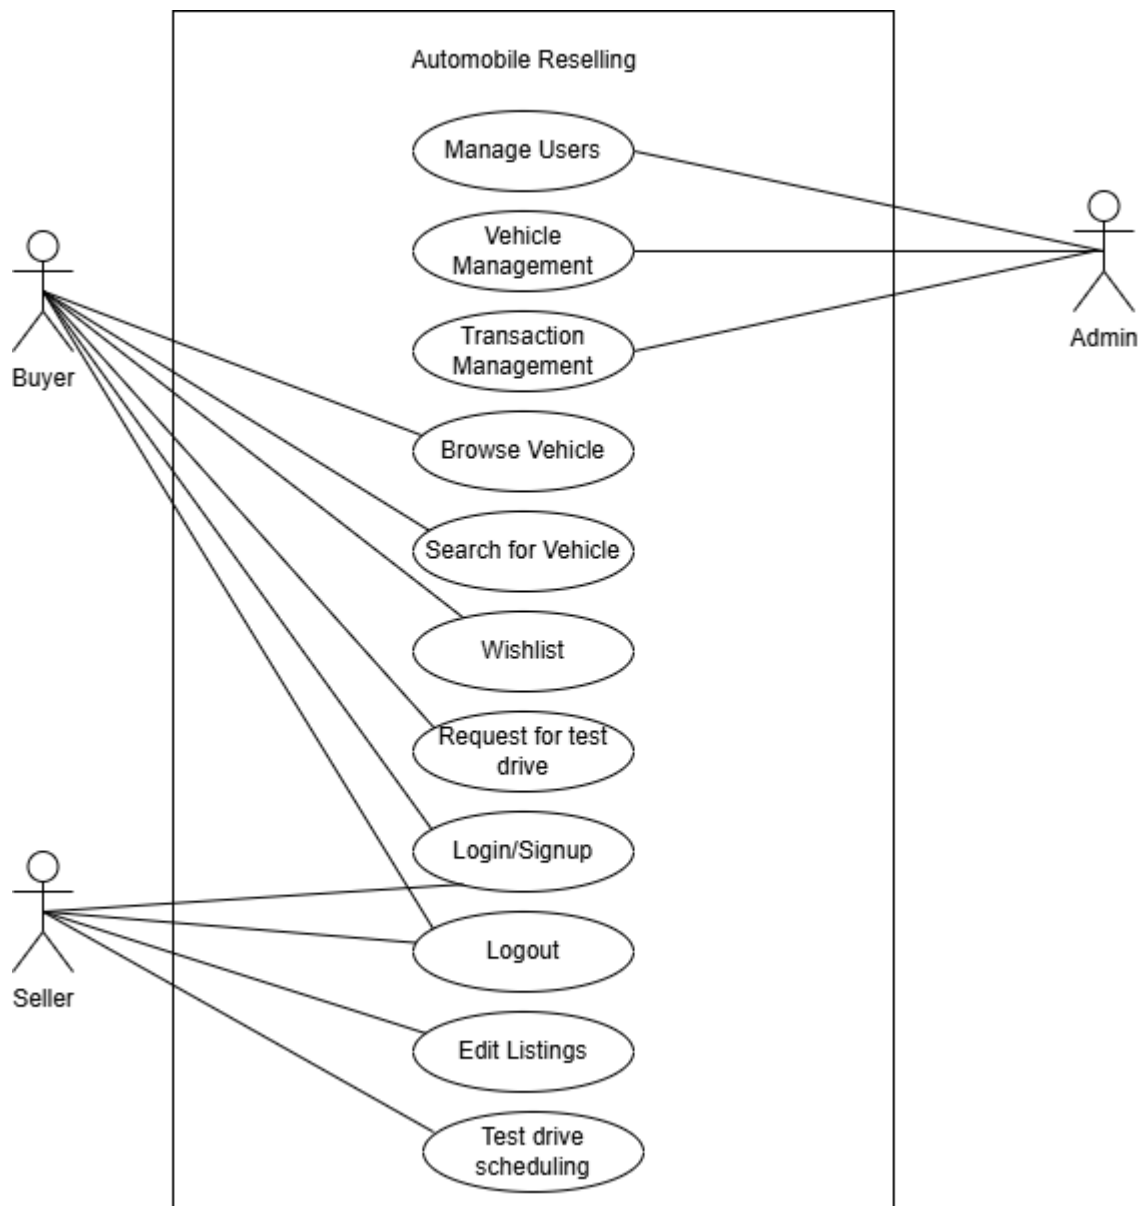 Automobile Reselling
Manage Users
Vehicle
Management
Transaction
Management
Admin
Buyer
Browse Vehicle
Search for Vehicle
Wishlist
Request for test
drive
Login/Signup
Logout
Seller
Edit Listings
Test drive
scheduling